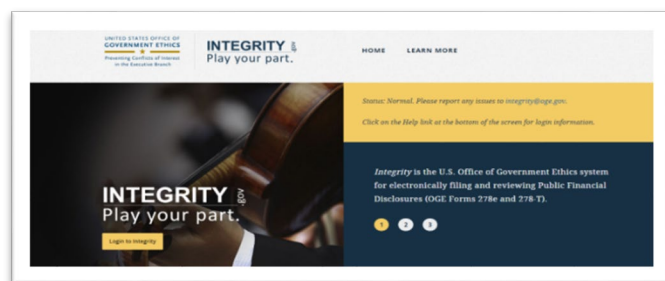 UNITED STATES OFFICE OF
GOVERNMENT ETHICS
Preventing Conflicts of Interest
in the Executive Branch
INTEGRITY
Play your part.
HOME LEARN MORE
Status: Normal. Please report any issues to integrity@oge.gov.
Click on the Help link at the bottom of the screen for login information.
INTEGRITY .gov
Play your part.
Login to Integrity
Integrity is the U.S. Office of Government Ethics system
for electronically filing and reviewing Public Financial
Disclosures (OGE Forms 278e and 278-T).
1 2 3